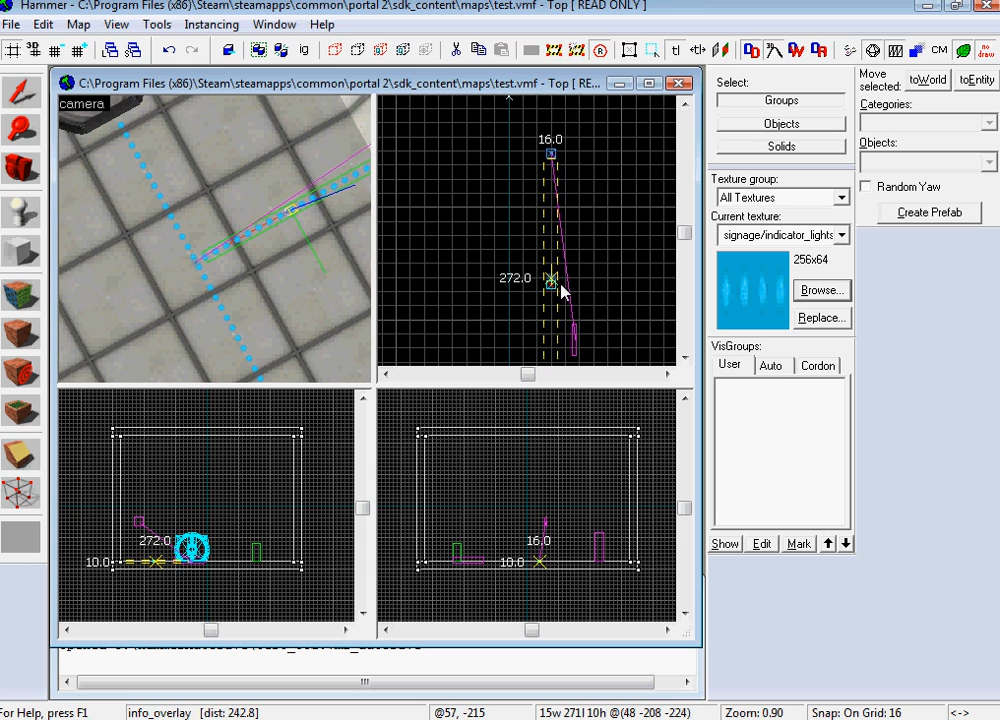 Hammer - C:\Program Files (x86)\Steam\steamapps\common\portal 2\sdk_content\maps\test.vmf - Top [ READ ONLY ]
File Edit Map View Tools Instancing Window Help
ig tl CM no draw
C:\Program Files (x86)\Steam\steamapps\common\portal 2\sdk_content\maps\test.vmf - Top [ RE...
camera
16.0
272.0
272.0
10.0
16.0
10.0
Select:
Groups
Objects
Solids
Texture group:
All Textures
Current texture:
signage/indicator_lights
256x64
Browse...
Replace...
VisGroups:
User Auto Cordon
Show Edit Mark
Move selected: toWorld toEntity
Categories:
Objects:
Random Yaw
Create Prefab
For Help, press F1
info_overlay [dist: 242.8]
@57, -215
15w 271l 10h @(48 -208 -224)
Zoom: 0.90
Snap: On Grid: 16
<->